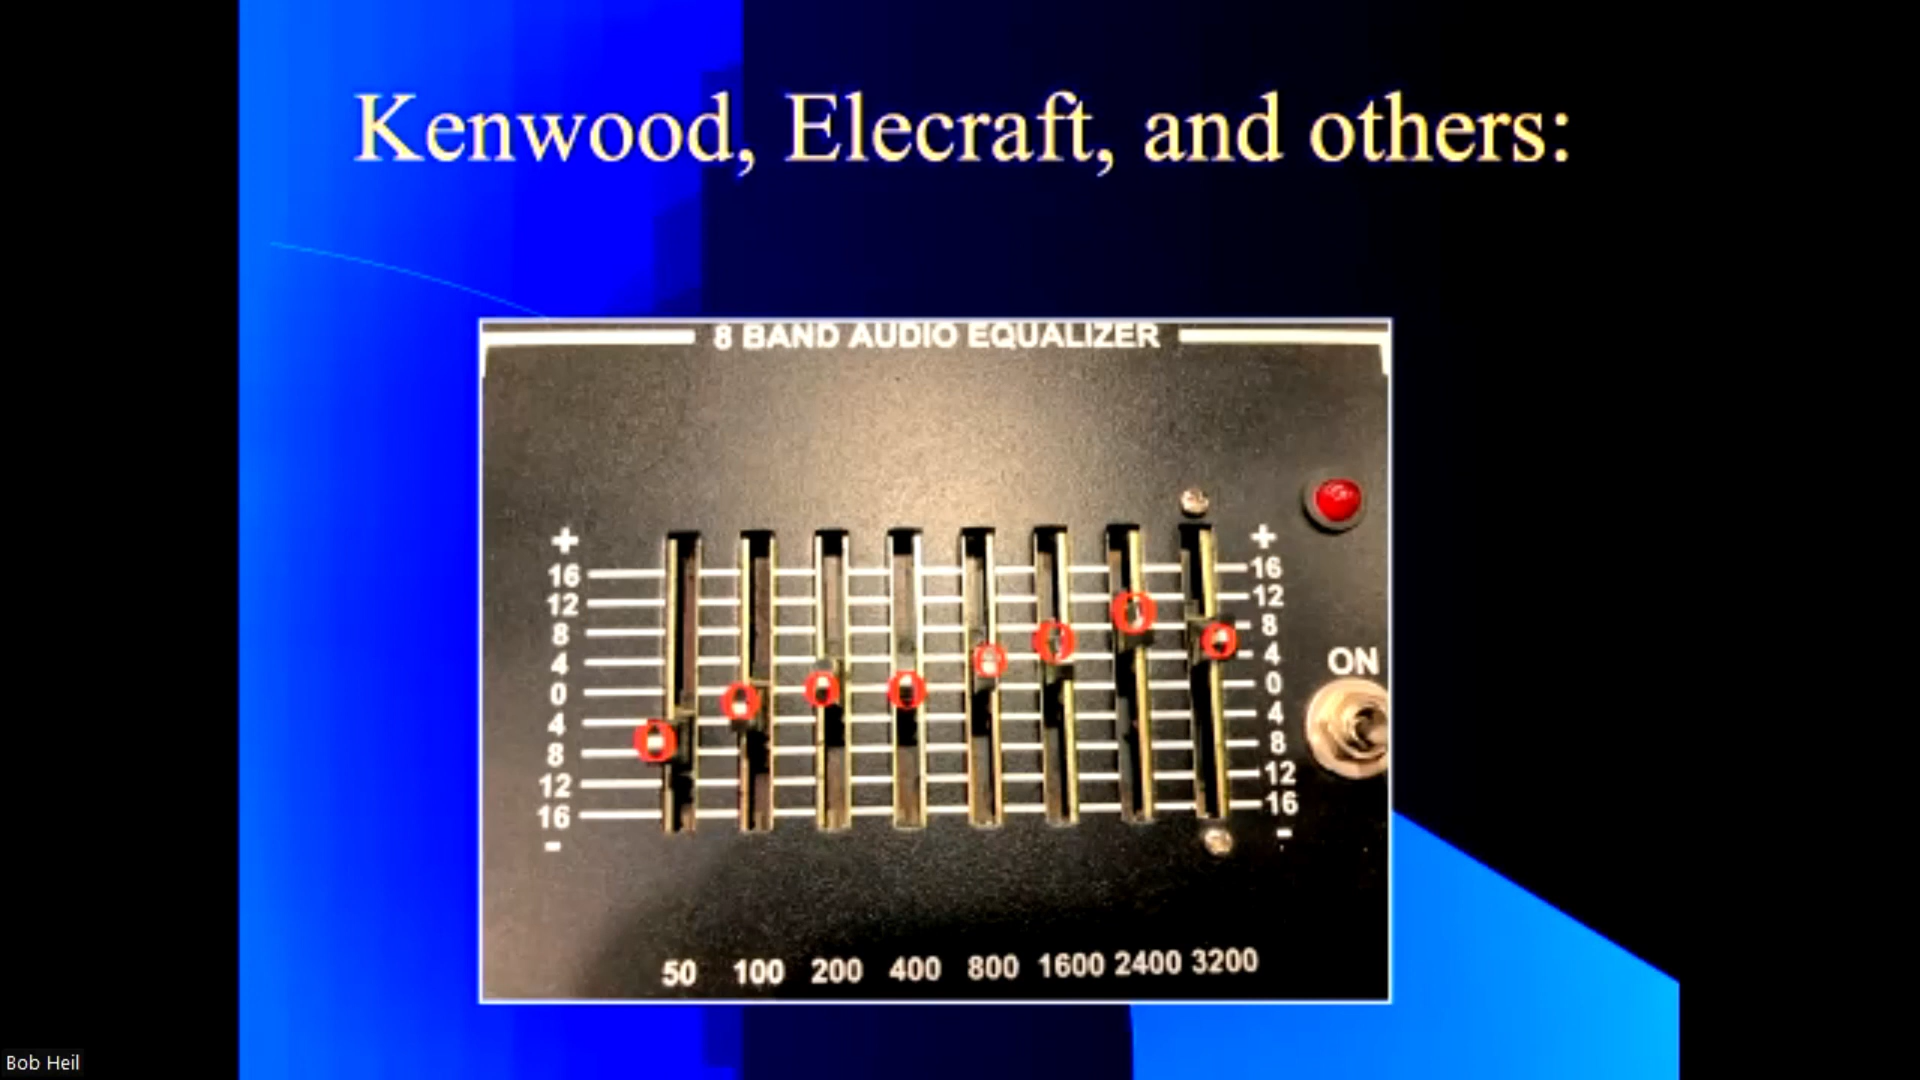 Kenwood, Elecraft, and others:
8 BAND AUDIO EQUALIZER
+ +
16 16
12 12
8 8
4 4
ON
0 0
4 4
8 8
12 12
16 16
- -
50 100 200 400 800 1600 2400 3200
Bob Heil